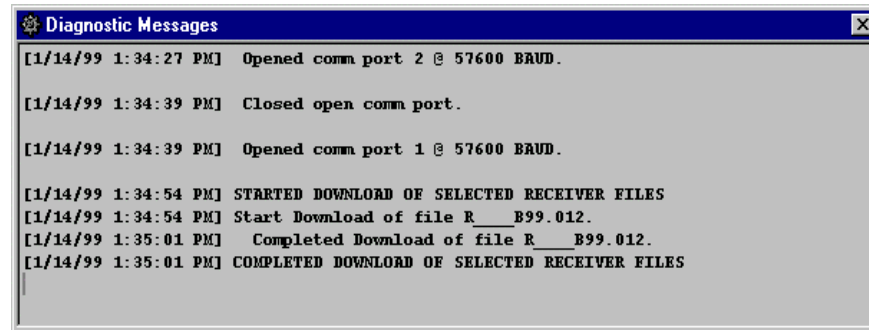 Diagnostic Messages
[1/14/99 1:34:27 PM] Opened comm port 2 @ 57600 BAUD.
[1/14/99 1:34:39 PM] Closed open comm port.
[1/14/99 1:34:39 PM] Opened comm port 1 @ 57600 BAUD.
[1/14/99 1:34:54 PM] STARTED DOWNLOAD OF SELECTED RECEIVER FILES
[1/14/99 1:34:54 PM] Start Download of file R____B99.012.
[1/14/99 1:35:01 PM] Completed Download of file R____B99.012.
[1/14/99 1:35:01 PM] COMPLETED DOWNLOAD OF SELECTED RECEIVER FILES